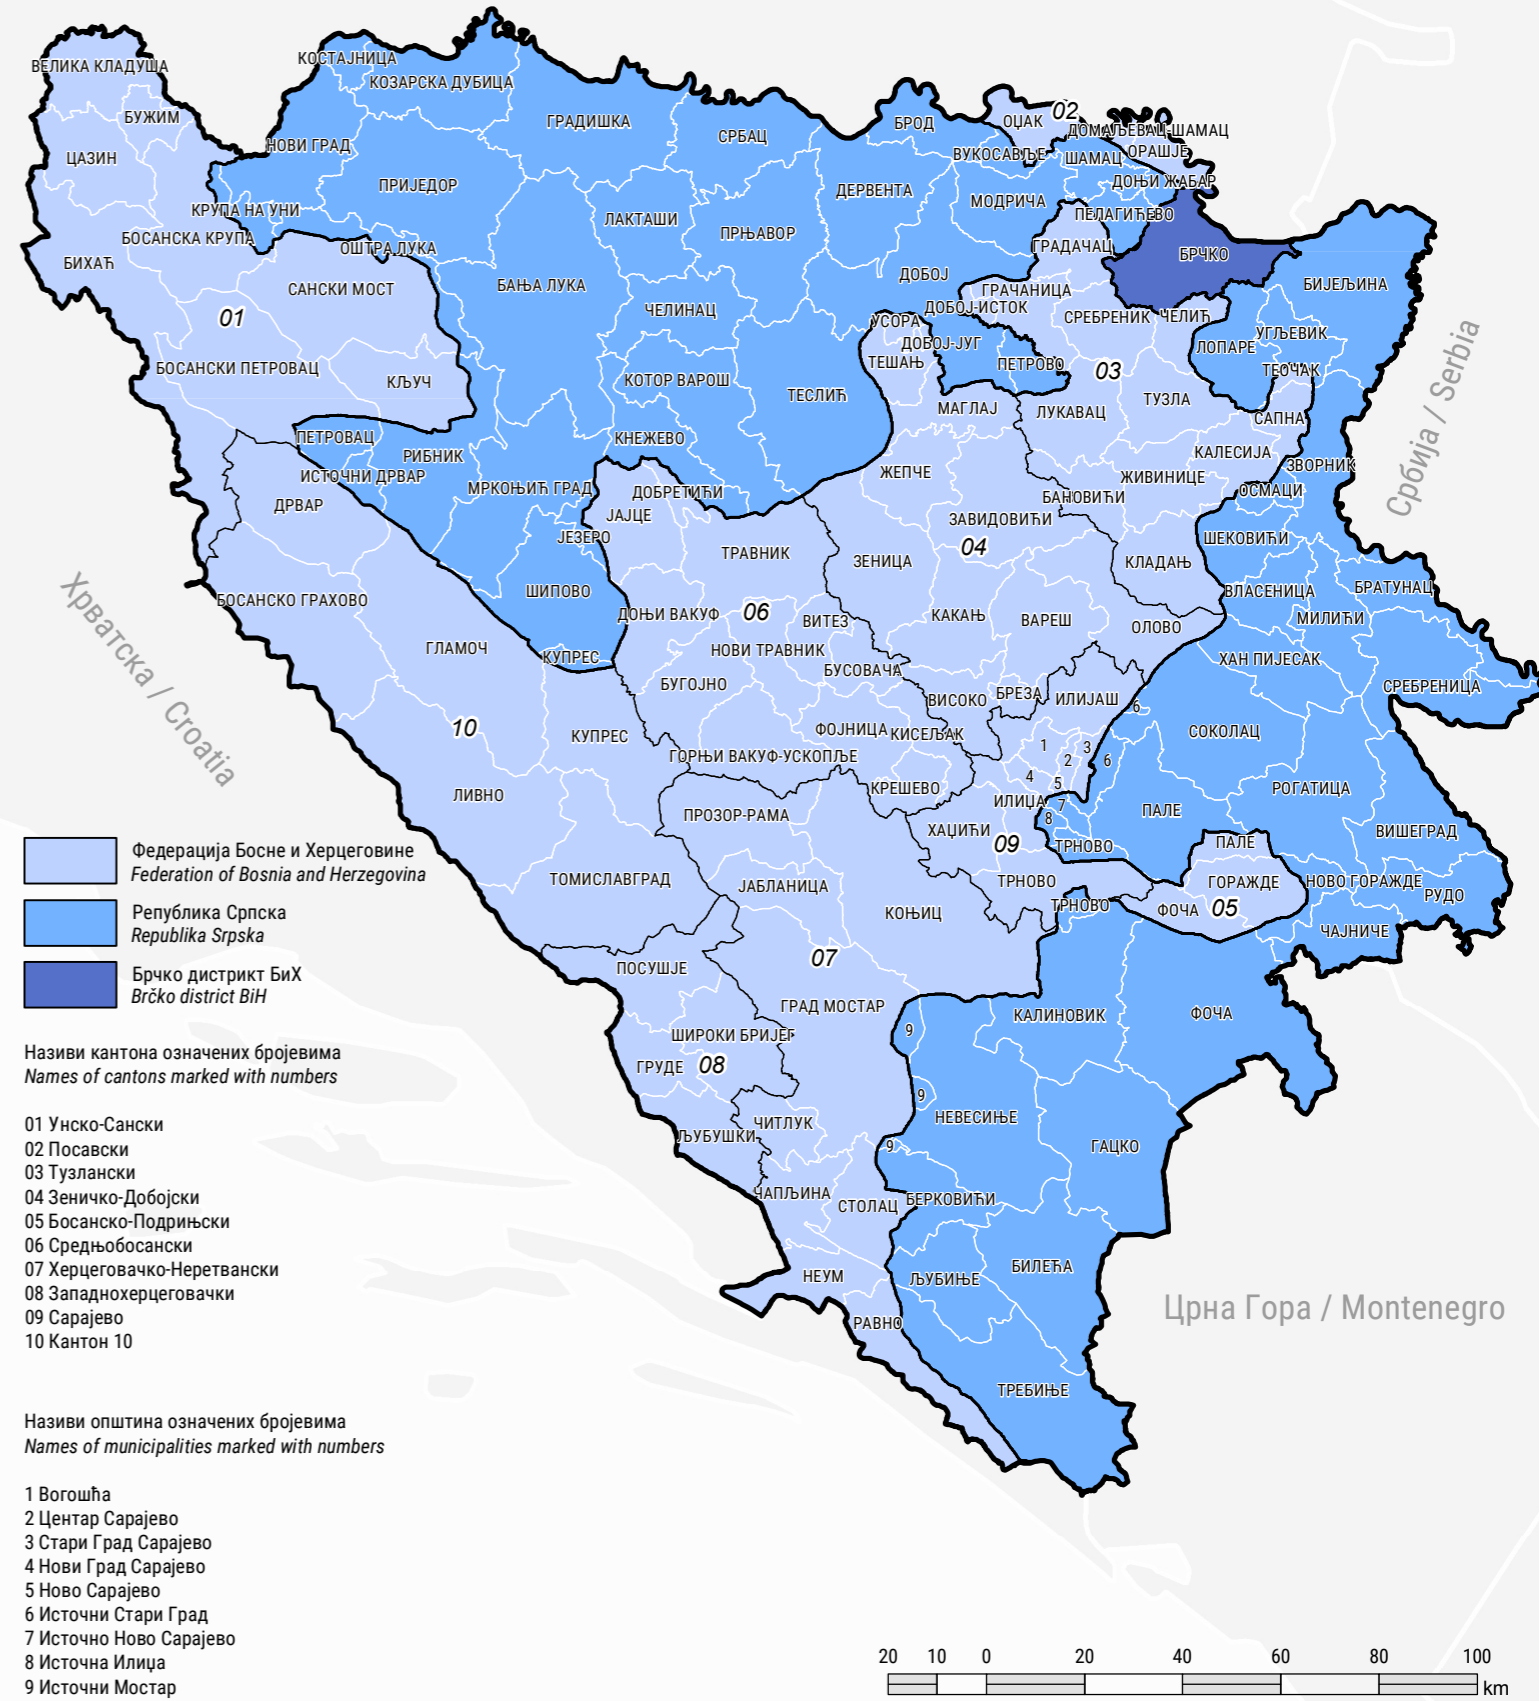 ВЕЛИКА КЛАДУША
КОСТАЈНИЦА
КОЗАРСКА ДУБИЦА
БУЖИМ
ЦАЗИН
НОВИ ГРАД
ГРАДИШКА
СРБАЦ
БРОД
ОЏАК
02
ДОМАЉЕВАЦ-ШАМАЦ
ОРАШЈЕ
ВУКОСАВЉЕ
ШАМАЦ
ДОЊИ ЖАБАР
ПРИЈЕДОР
ДЕРВЕНТА
МОДРИЧА
ПЕЛАГИЋЕВО
КРУПА НА УНИ
ЛАКТАШИ
ПРЊАВОР
БОСАНСКА КРУПА
ОШТРА ЛУКА
ГРАДАЧАЦ
БРЧКО
БИХАЋ
САНСКИ МОСТ
БАЊА ЛУКА
ДОБОЈ
ГРАЧАНИЦА
БИЈЕЉИНА
01
ЧЕЛИНАЦ
ДОБОЈ-ИСТОК
СРЕБРЕНИК
ЧЕЛИЋ
УСОРА
ДОБОЈ-ЈУГ
УГЉЕВИК
ЛОПАРЕ
БОСАНСКИ ПЕТРОВАЦ
КЉУЧ
КОТОР ВАРОШ
ТЕСЛИЋ
ТЕШАЊ
ПЕТРОВО
03
ТЕОЧАК
МАГЛАЈ
ЛУКАВАЦ
ТУЗЛА
САПНА
ПЕТРОВАЦ
РИБНИК
КНЕЖЕВО
КАЛЕСИЈА
ИСТОЧНИ ДРВАР
ЖЕПЧЕ
ЖИВИНИЦЕ
ЗВОРНИК
МРКОЊИЋ ГРАД
ДОБРЕТИЋИ
БАНОВИЋИ
ОСМАЦИ
ДРВАР
ЈАЈЦЕ
ЗАВИДОВИЋИ
ЈЕЗЕРО
ТРАВНИК
ЗЕНИЦА
04
КЛАДАЊ
ШЕКОВИЋИ
БОСАНСКО ГРАХОВО
ШИПОВО
ДОЊИ ВАКУФ
06
ВИТЕЗ
КАКАЊ
ВАРЕШ
ОЛОВО
ВЛАСЕНИЦА
БРАТУНАЦ
МИЛИЋИ
ГЛАМОЧ
КУПРЕС
НОВИ ТРАВНИК
БУСОВАЧА
ХАН ПИЈЕСАК
БУГОЈНО
ВИСОКО
БРЕЗА
ИЛИЈАШ
6
СРЕБРЕНИЦА
10
КУПРЕС
ФОЈНИЦА
КИСЕЉАК
1
3
2
6
СОКОЛАЦ
ГОРЊИ ВАКУФ-УСКОПЉЕ
4
5
ЛИВНО
КРЕШЕВО
ИЛИЏА
7
РОГАТИЦА
ПРОЗОР-РАМА
8
ПАЛЕ
ХАЏИЋИ
09
ТРНОВО
ПАЛЕ
ВИШЕГРАД
ТОМИСЛАВГРАД
ЈАБЛАНИЦА
ТРНОВО
ГОРАЖДЕ
НОВО ГОРАЖДЕ
РУДО
КОЊИЦ
ТРНОВО
ФОЧА
05
ЧАЈНИЧЕ
ПОСУШЈЕ
07
ГРАД МОСТАР
КАЛИНОВИК
ФОЧА
ШИРОКИ БРИЈЕГ
9
ГРУДЕ
08
9
НЕВЕСИЊЕ
ЧИТЛУК
ЉУБУШКИ
9
ГАЦКО
ЧАПЉИНА
СТОЛАЦ
БЕРКОВИЋИ
НЕУМ
ЉУБИЊЕ
БИЛЕЋА
РАВНО
ТРЕБИЊЕ
Хрватска / Croatia
Србија / Serbia
Црна Гора / Montenegro
Федерација Босне и Херцеговине
Federation of Bosnia and Herzegovina
Република Српска
Republika Srpska
Брчко дистрикт БиХ
Brčko district BiH
Називи кантона означених бројевима
Names of cantons marked with numbers
01 Унско-Сански
02 Посавски
03 Тузлански
04 Зеничко-Добојски
05 Босанско-Подрињски
06 Средњобосански
07 Херцеговачко-Неретвански
08 Западнохерцеговачки
09 Сарајево
10 Кантон 10
Називи општина означених бројевима
Names of municipalities marked with numbers
1 Вогошћа
2 Центар Сарајево
3 Стари Град Сарајево
4 Нови Град Сарајево
5 Ново Сарајево
6 Источни Стари Град
7 Источно Ново Сарајево
8 Источна Илиџа
9 Источни Мостар
20 10 0 20 40 60 80 100
km